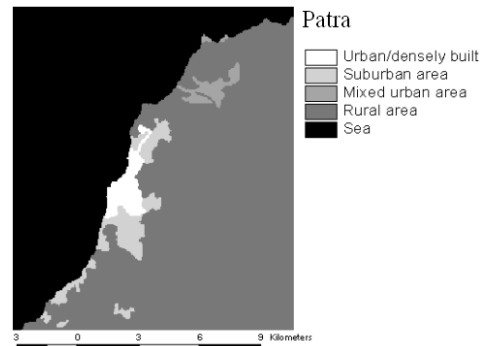 Patra
Urban/densely built
Suburban area
Mixed urban area
Rural area
Sea
3 0 3 6 9 Kilometers